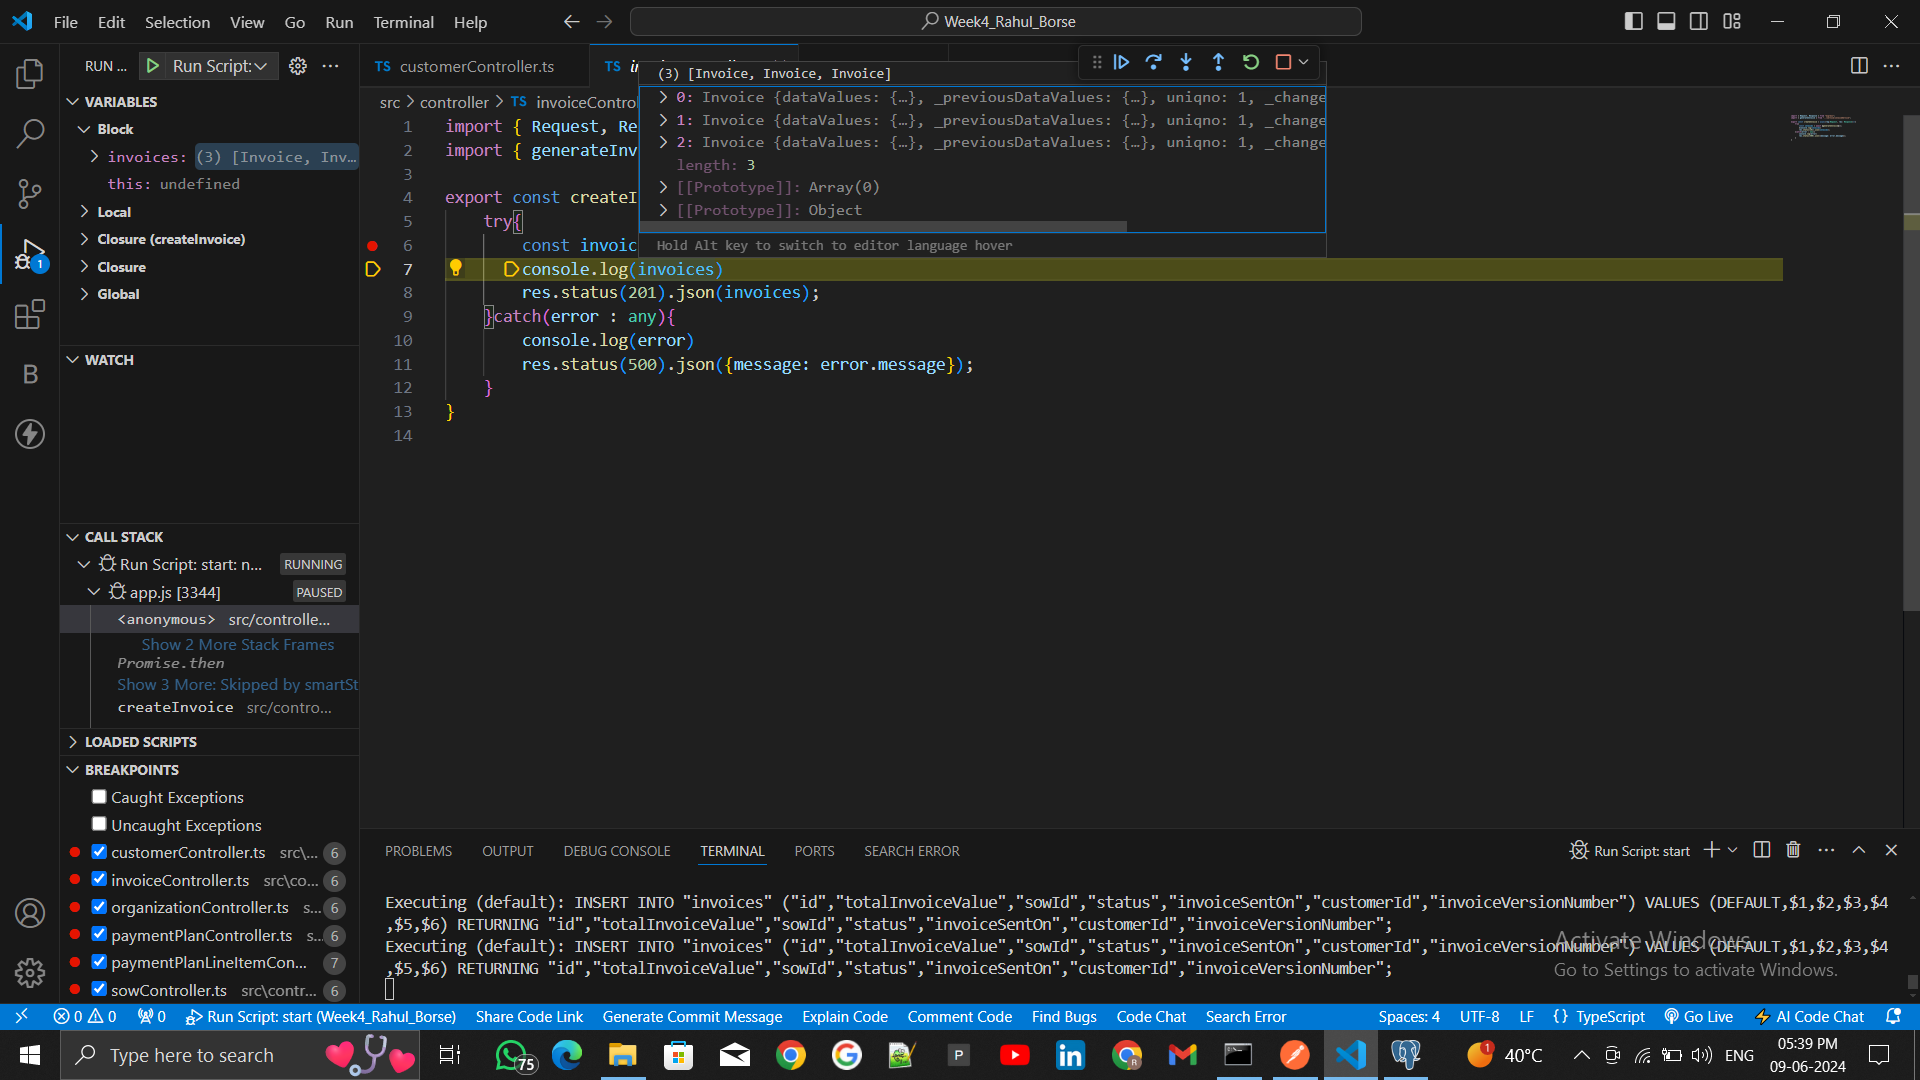 File Edit Selection View Go Run Terminal Help
Week4_Rahul_Borse
RUN ... Run Script:
VARIABLES
Block
invoices: (3) [Invoice, Inv...
this: undefined
Local
Closure (createInvoice)
Closure
Global
WATCH
CALL STACK
Run Script: start: n... RUNNING
app.js [3344] PAUSED
<anonymous> src/controlle...
Show 2 More Stack Frames
Promise.then
Show 3 More: Skipped by smartSt
createInvoice src/contro...
LOADED SCRIPTS
BREAKPOINTS
Caught Exceptions
Uncaught Exceptions
customerController.ts src\... 6
invoiceController.ts src\co... 6
organizationController.ts s... 6
paymentPlanController.ts s... 6
paymentPlanLineItemCon... 7
sowController.ts src\contr... 6
1
B
TS customerController.ts
TS
src > controller > TS invoiceContro
(3) [Invoice, Invoice, Invoice]
0: Invoice {dataValues: {…}, _previousDataValues: {…}, uniqno: 1, _change
1: Invoice {dataValues: {…}, _previousDataValues: {…}, uniqno: 1, _change
2: Invoice {dataValues: {…}, _previousDataValues: {…}, uniqno: 1, _change
length: 3
[[Prototype]]: Array(0)
[[Prototype]]: Object
Hold Alt key to switch to editor language hover
1 import { Request, Re
2 import { generateInv
3
4 export const createI
5 try{
6 const invoic
7 console.log(invoices)
8 res.status(201).json(invoices);
9 }catch(error : any){
10 console.log(error)
11 res.status(500).json({message: error.message});
12 }
13 }
14
PROBLEMS OUTPUT DEBUG CONSOLE TERMINAL PORTS SEARCH ERROR
Run Script: start
Executing (default): INSERT INTO "invoices" ("id","totalInvoiceValue","sowId","status","invoiceSentOn","customerId","invoiceVersionNumber") VALUES (DEFAULT,$1,$2,$3,$4
,$5,$6) RETURNING "id","totalInvoiceValue","sowId","status","invoiceSentOn","customerId","invoiceVersionNumber";
Executing (default): INSERT INTO "invoices" ("id","totalInvoiceValue","sowId","status","invoiceSentOn","customerId","invoiceVersionNumber") VALUES (DEFAULT,$1,$2,$3,$4
,$5,$6) RETURNING "id","totalInvoiceValue","sowId","status","invoiceSentOn","customerId","invoiceVersionNumber";
Activate Windows
Go to Settings to activate Windows.
0 0 0 Run Script: start (Week4_Rahul_Borse) Share Code Link Generate Commit Message Explain Code Comment Code Find Bugs Code Chat Search Error Spaces: 4 UTF-8 LF {} TypeScript Go Live AI Code Chat
Type here to search
75
P
1
40°C
ENG
05:39 PM
09-06-2024